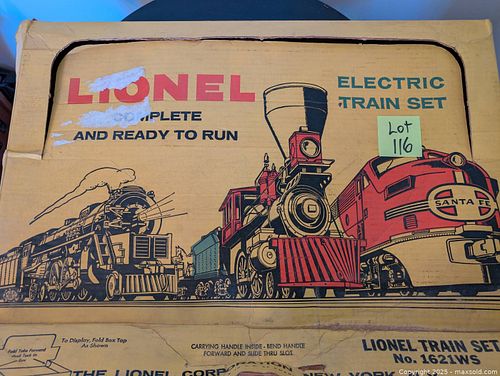 LIONEL
COMPLETE
AND READY TO RUN
ELECTRIC
TRAIN SET
Lot
116
SANTA FE
To Display, Fold Box Top
As Shown
CARRYING HANDLE INSIDE - BEND HANDLE
FORWARD AND SLIDE THRU SLOT.
LIONEL TRAIN SET
No. 1621WS
THE LIONEL CORPORATION
NEW YORK
Copyright 2025 - maxsold.com